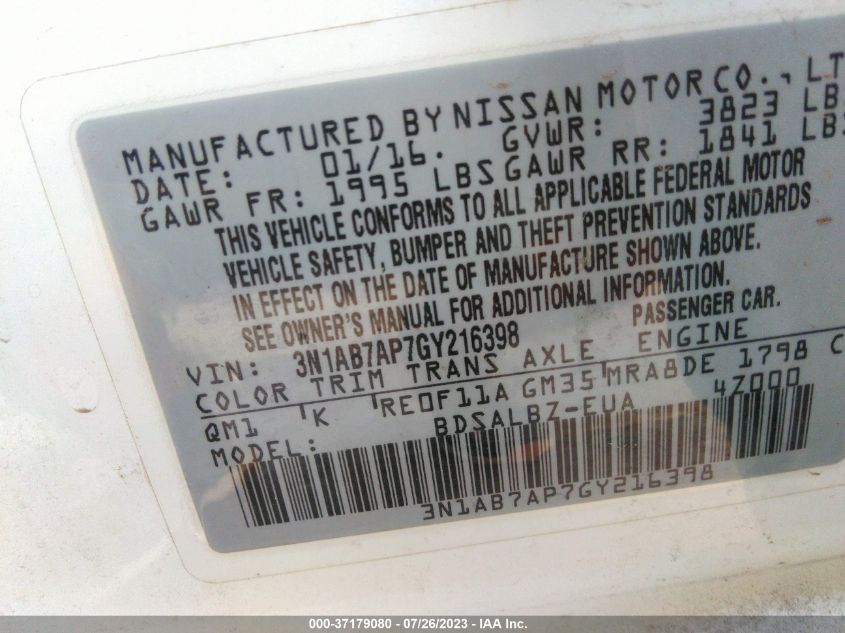 MANUFACTURED BY NISSAN MOTOR CO., LT
DATE: 01/16. GVWR: 3823 LB
GAWR FR: 1995 LBS GAWR RR: 1841 LBS
THIS VEHICLE CONFORMS TO ALL APPLICABLE FEDERAL MOTOR
VEHICLE SAFETY, BUMPER AND THEFT PREVENTION STANDARDS
IN EFFECT ON THE DATE OF MANUFACTURE SHOWN ABOVE.
SEE OWNER'S MANUAL FOR ADDITIONAL INFORMATION.
VIN: 3N1AB7AP7GY216398 PASSENGER CAR.
COLOR TRIM TRANS AXLE ENGINE
QM1 K RE0F11A GM35 MRA8DE 1798 C
MODEL: BDSALBZ-EUA 4Z000
3N1AB7AP7GY216398
000-37179080 - 07/26/2023 - IAA Inc.